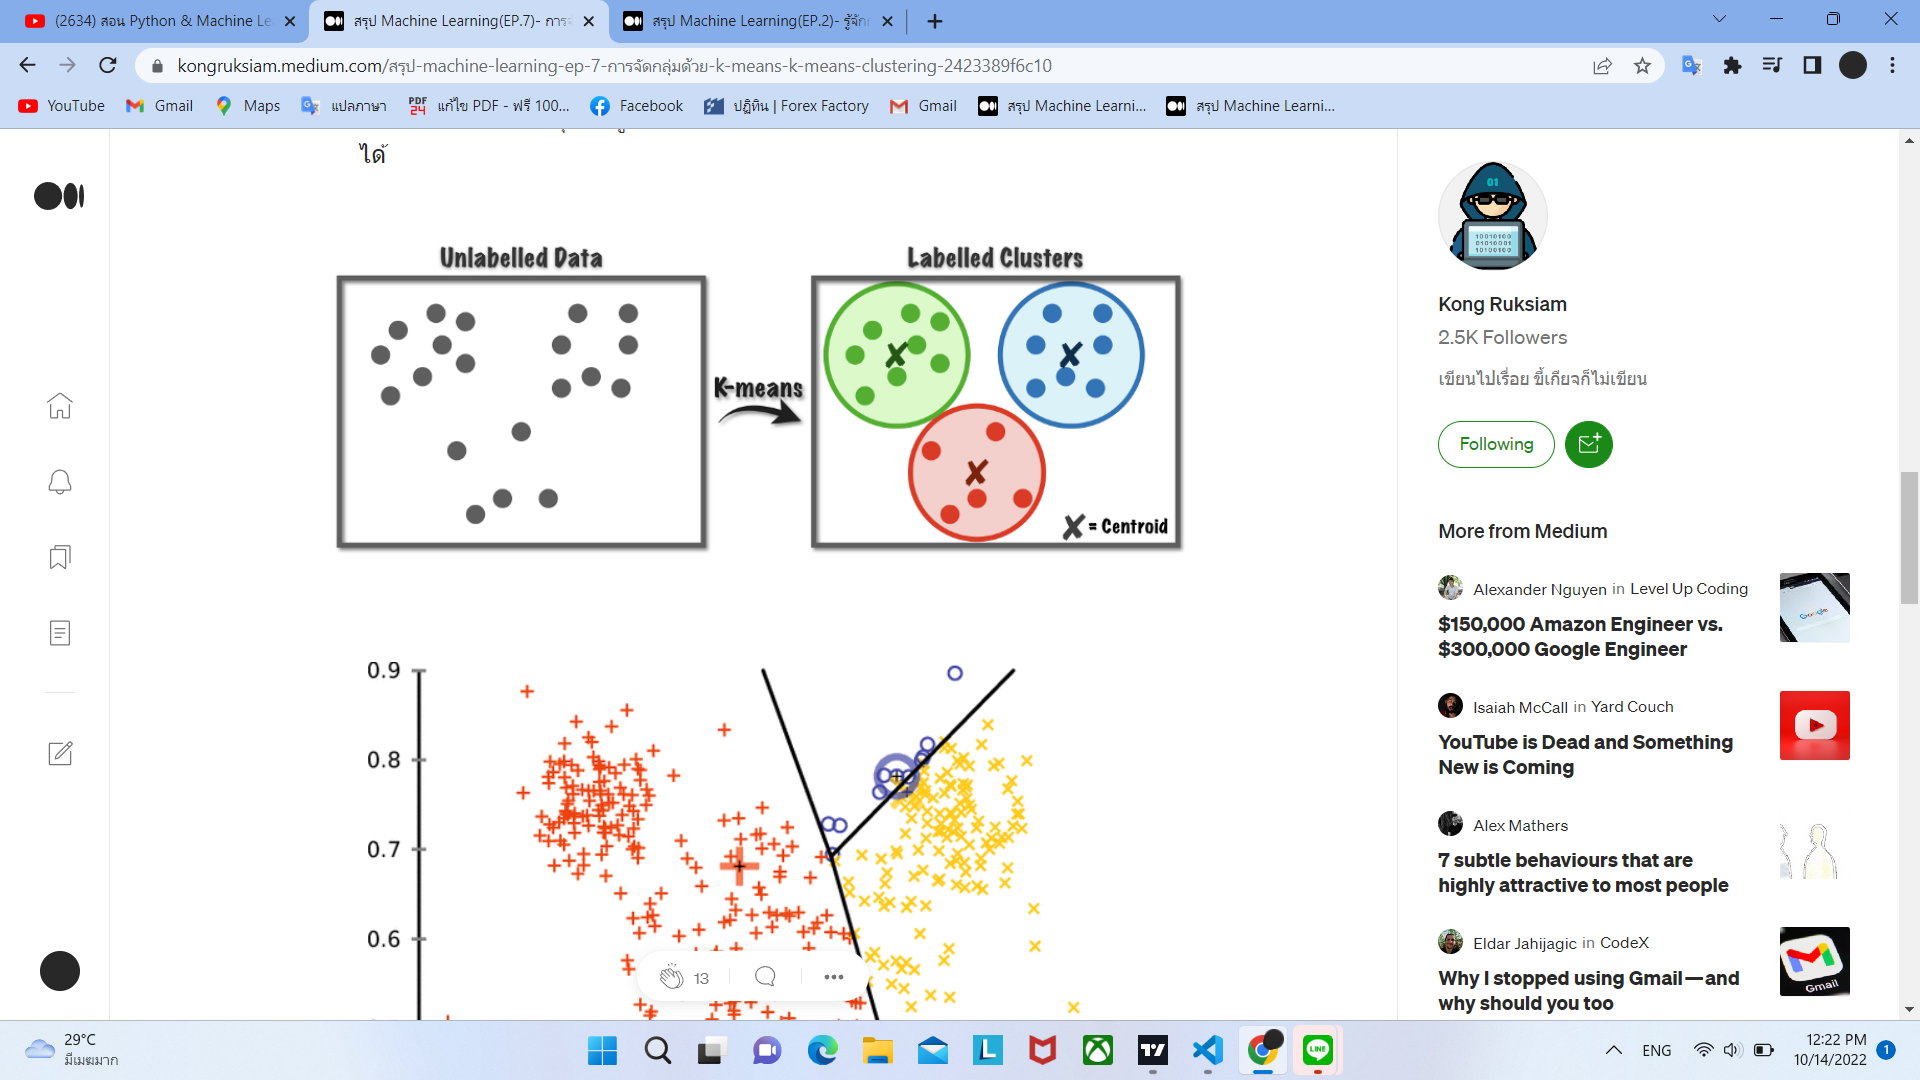 (2634) สอน Python & Machine Le
สรุป Machine Learning(EP.7)- การจ
สรุป Machine Learning(EP.2)- รู้จัก
kongruksiam.medium.com/สรุป-machine-learning-ep-7-การจัดกลุ่มด้วย-k-means-k-means-clustering-2423389f6c10
YouTube
Gmail
Maps
แปลภาษา
แก้ไข PDF - ฟรี 100...
Facebook
ปฏิทิน | Forex Factory
Gmail
สรุป Machine Learni...
สรุป Machine Learni...
ได้
Unlabelled Data
Labelled Clusters
K-means
X = Centroid
0.9
0.8
0.7
0.6
13
01
10010100
01010001
10100100
Kong Ruksiam
2.5K Followers
เขียนไปเรื่อย ขี้เกียจก็ไม่เขียน
Following
More from Medium
Alexander Nguyen in Level Up Coding
$150,000 Amazon Engineer vs.
$300,000 Google Engineer
Google
Isaiah McCall in Yard Couch
YouTube is Dead and Something
New is Coming
Alex Mathers
7 subtle behaviours that are
highly attractive to most people
Eldar Jahijagic in CodeX
Why I stopped using Gmail — and
why should you too
Gmail
29°C
มีเมฆมาก
LINE
ENG
12:22 PM
10/14/2022
1